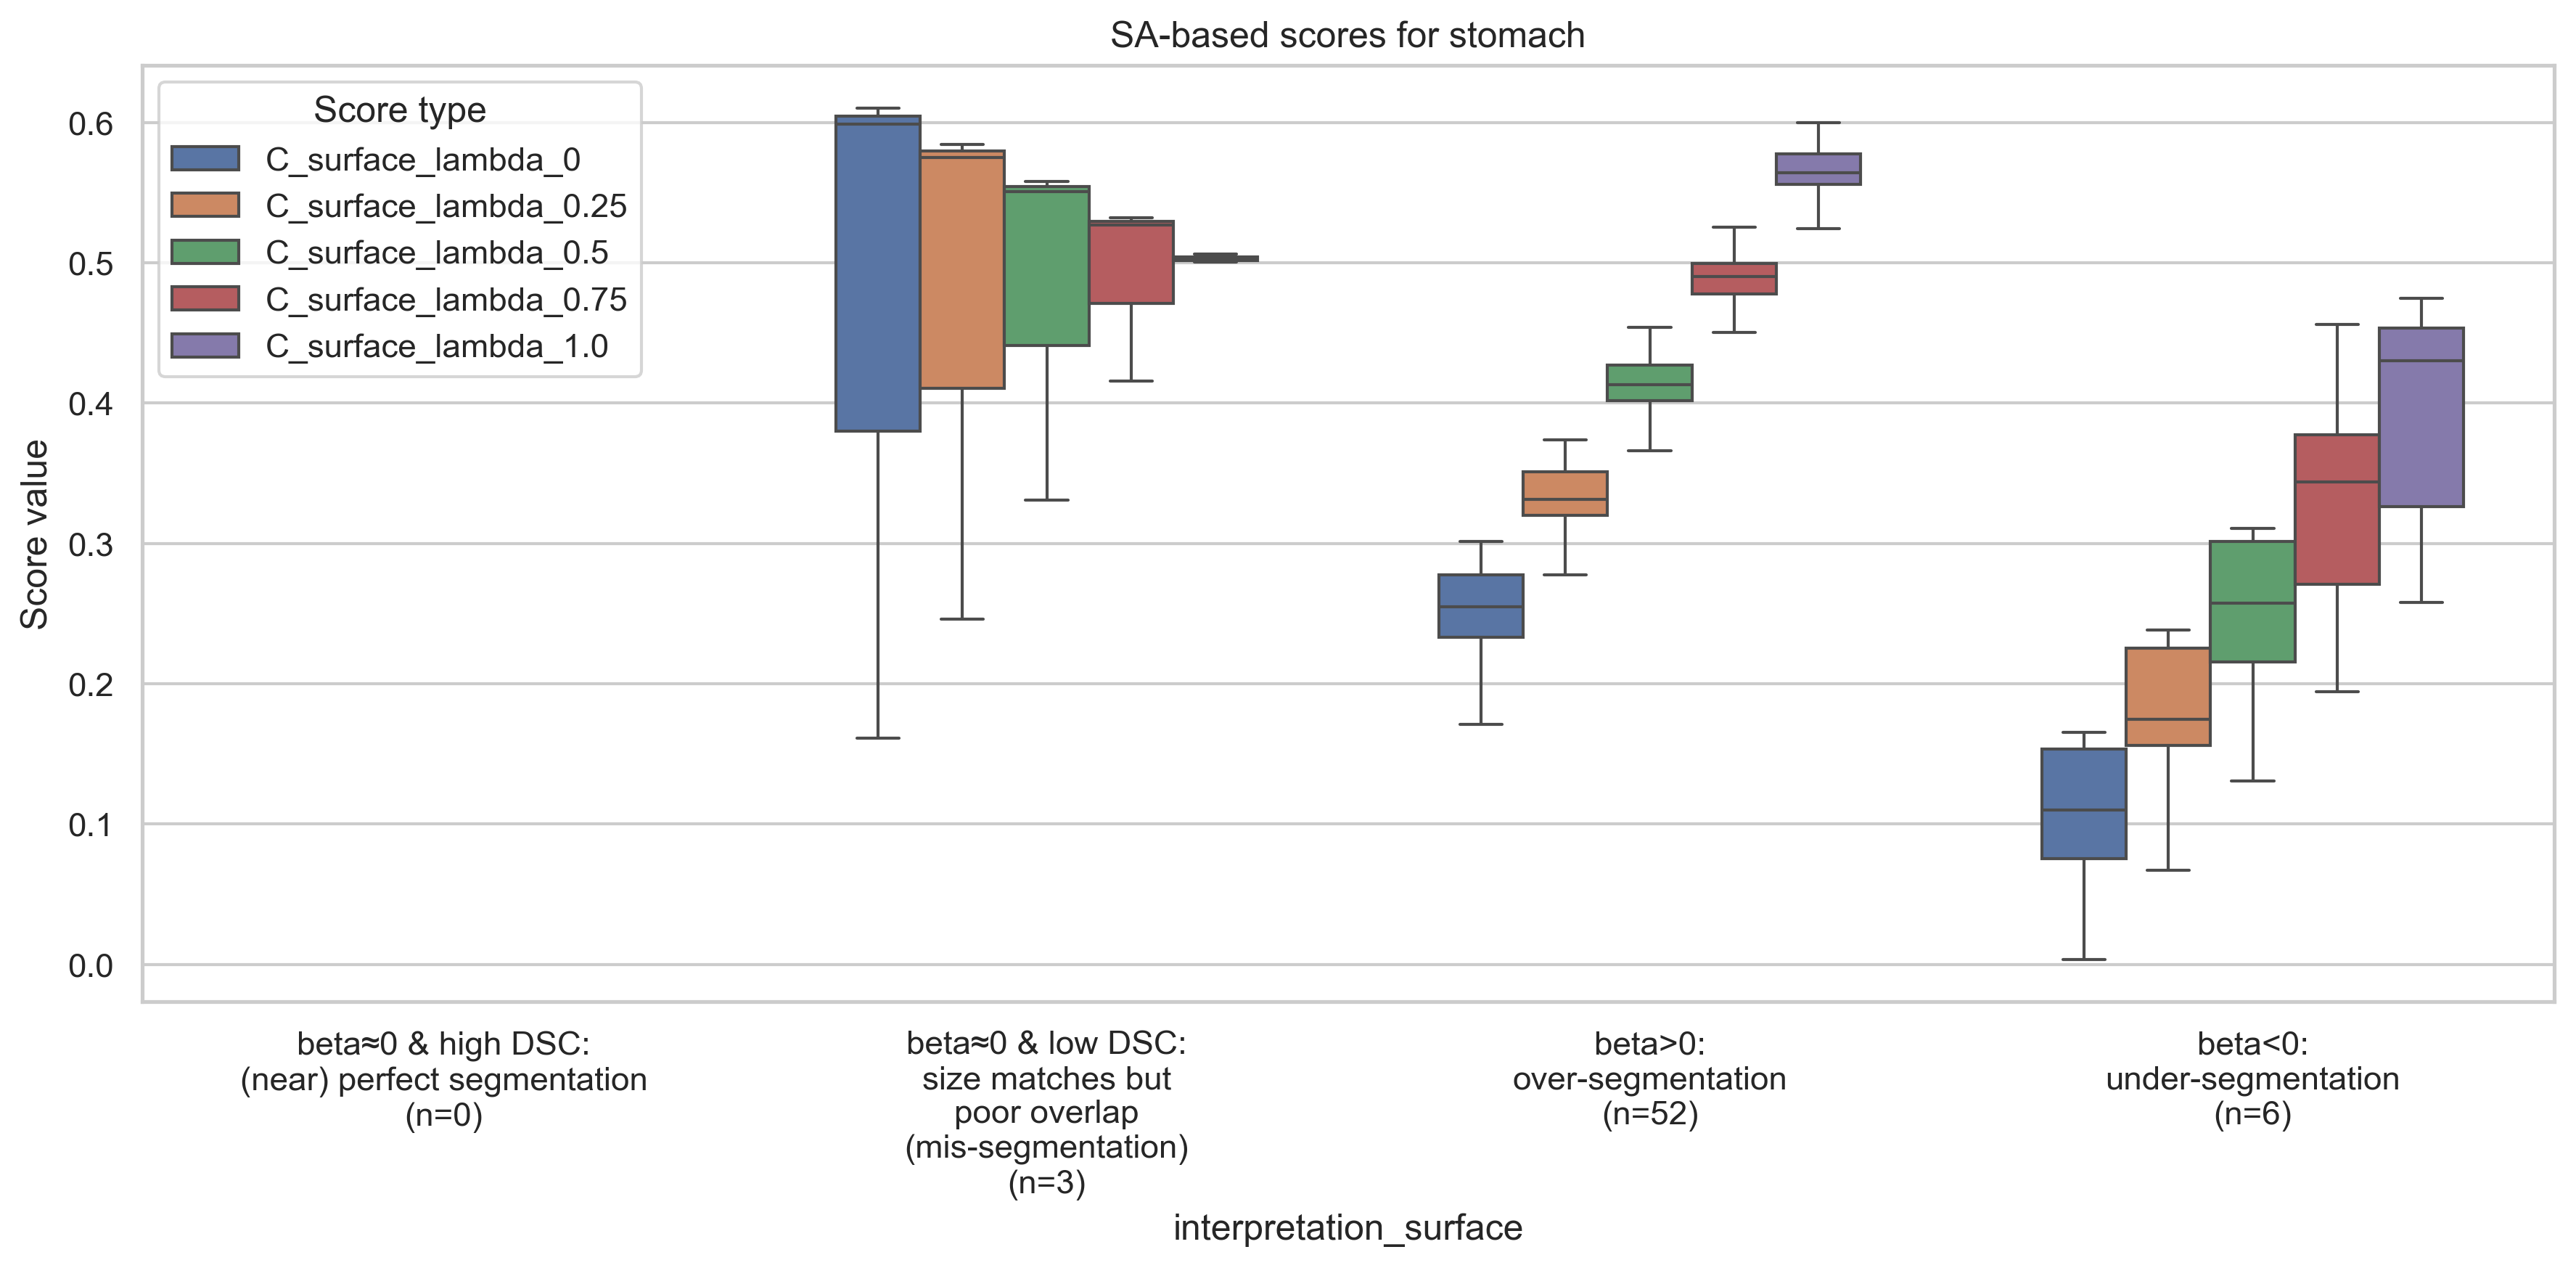 SA-based scores for stomach
Score type
C_surface_lambda_0
C_surface_lambda_0.25
C_surface_lambda_0.5
C_surface_lambda_0.75
C_surface_lambda_1.0
Score value
0.6
0.5
0.4
0.3
0.2
0.1
0.0
beta≈0 & high DSC:
(near) perfect segmentation
(n=0)
beta≈0 & low DSC:
size matches but
poor overlap
(mis-segmentation)
(n=3)
beta>0:
over-segmentation
(n=52)
beta<0:
under-segmentation
(n=6)
interpretation_surface